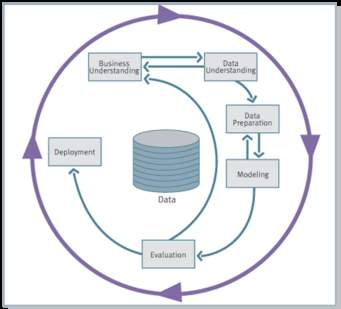 Business
Understanding
Data
Understanding
Data
Preparation
Modeling
Deployment
Data
Evaluation